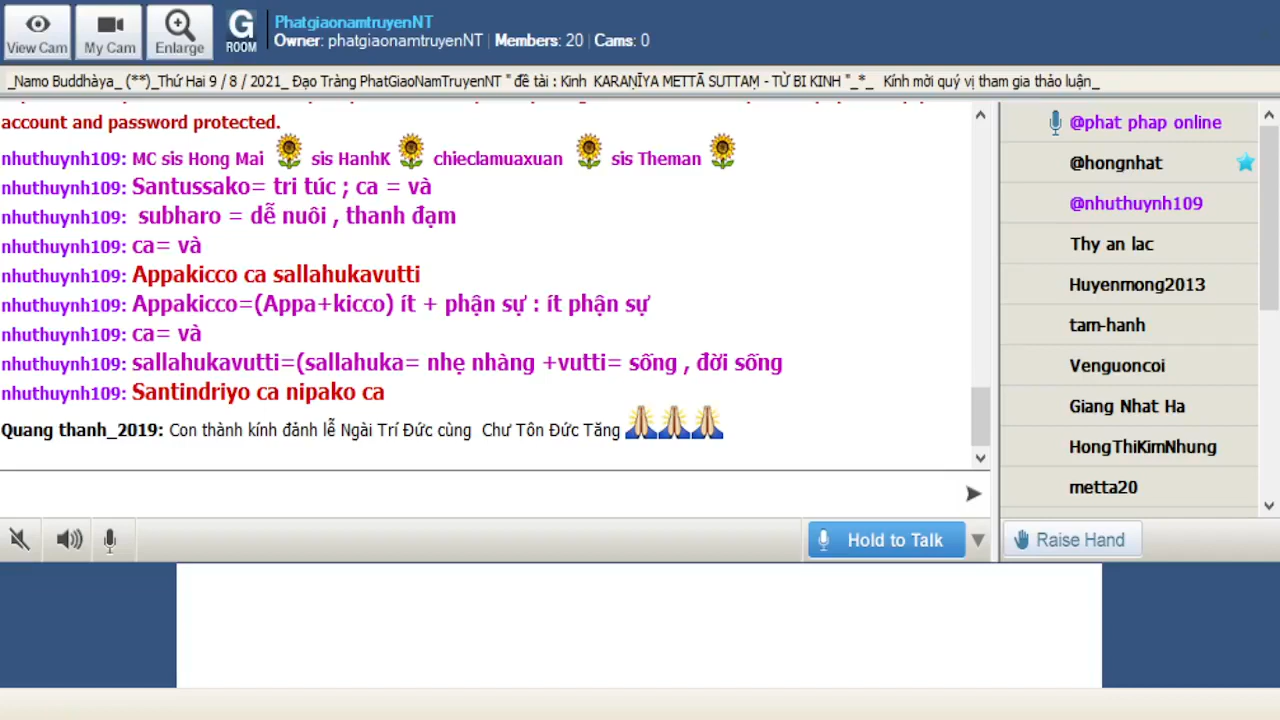 View Cam
My Cam
Enlarge
G
ROOM
PhatgiaonamtruyenNT
Owner: phatgiaonamtruyenNT | Members: 20 | Cams: 0
_Namo Buddhàya_ (**)_Thứ Hai 9 / 8 / 2021_ Đạo Tràng PhatGiaoNamTruyenNT " đề tài : Kinh KARAṆĪYA METTĀ SUTTAṂ - TỪ BI KINH "_*_ Kính mời quý vị tham gia thảo luận_
account and password protected.
nhuthuynh109: MC sis Hong Mai sis HanhK chieclamuaxuan sis Theman
nhuthuynh109: Santussako= tri túc ; ca = và
nhuthuynh109: subharo = dễ nuôi , thanh đạm
nhuthuynh109: ca= và
nhuthuynh109: Appakicco ca sallahukavutti
nhuthuynh109: Appakicco=(Appa+kicco) ít + phận sự : ít phận sự
nhuthuynh109: ca= và
nhuthuynh109: sallahukavutti=(sallahuka= nhẹ nhàng +vutti= sống , đời sống
nhuthuynh109: Santindriyo ca nipako ca
Quang thanh_2019: Con thành kính đảnh lễ Ngài Trí Đức cùng Chư Tôn Đức Tăng
@phat phap online
@hongnhat
@nhuthuynh109
Thy an lac
Huyenmong2013
tam-hanh
Venguoncoi
Giang Nhat Ha
HongThiKimNhung
metta20
Hold to Talk
Raise Hand